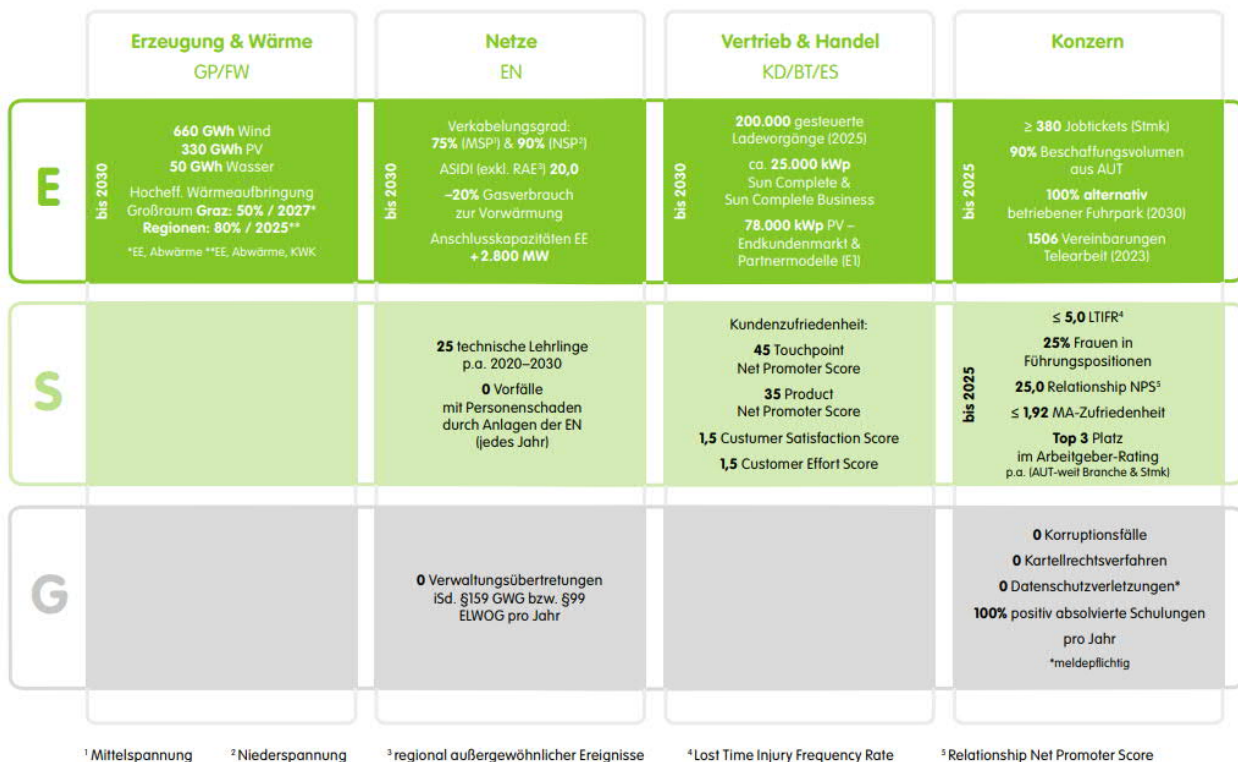 Erzeugung & Wärme
GP/FW
Netze
EN
Vertrieb & Handel
KD/BT/ES
Konzern
E
bis 2030
660 GWh Wind
330 GWh PV
50 GWh Wasser
Hocheff. Wärmeaufbringung
Großraum Graz: 50% / 2027*
Regionen: 80% / 2025**
*EE, Abwärme **EE, Abwärme, KWK
bis 2030
Verkabelungsgrad:
75% (MSP¹) & 90% (NSP²)
ASIDI (exkl. RAE³) 20,0
–20% Gasverbrauch
zur Vorwärmung
Anschlusskapazitäten EE
+2.800 MW
bis 2030
200.000 gesteuerte
Ladevorgänge (2025)
ca. 25.000 kWp
Sun Complete &
Sun Complete Business
78.000 kWp PV –
Endkundenmarkt &
Partnermodelle (E1)
bis 2025
≥ 380 Jobtickets (Stmk)
90% Beschaffungsvolumen
aus AUT
100% alternativ
betriebener Fuhrpark (2030)
1506 Vereinbarungen
Telearbeit (2023)
S
25 technische Lehrlinge
p.a. 2020–2030
0 Vorfälle
mit Personenschaden
durch Anlagen der EN
(jedes Jahr)
Kundenzufriedenheit:
45 Touchpoint
Net Promoter Score
35 Product
Net Promoter Score
1,5 Custumer Satisfaction Score
1,5 Customer Effort Score
bis 2025
≤ 5,0 LTIFR⁴
25% Frauen in
Führungspositionen
25,0 Relationship NPS⁵
≤ 1,92 MA-Zufriedenheit
Top 3 Platz
im Arbeitgeber-Rating
p.a. (AUT-weit Branche & Stmk)
G
0 Verwaltungsübertretungen
iSd. §159 GWG bzw. §99
ELWOG pro Jahr
0 Korruptionsfälle
0 Kartellrechtsverfahren
0 Datenschutzverletzungen*
100% positiv absolvierte Schulungen
pro Jahr
*meldepflichtig
¹ Mittelspannung ² Niederspannung ³ regional außergewöhnlicher Ereignisse ⁴ Lost Time Injury Frequency Rate ⁵ Relationship Net Promoter Score